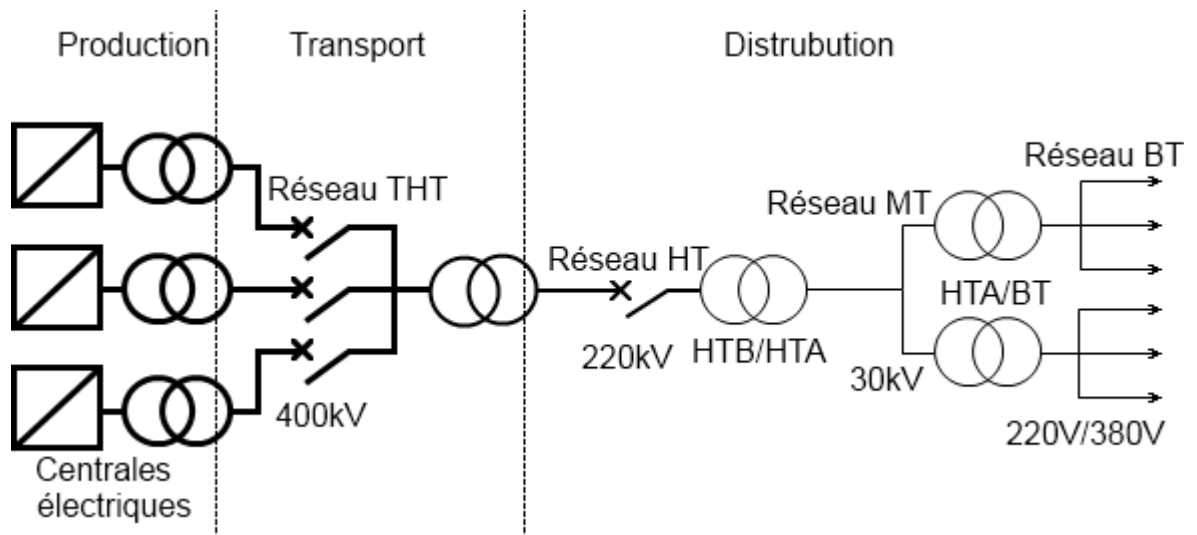 Production
Transport
Distrubution
Réseau THT
Réseau BT
Réseau MT
Réseau HT
HTA/BT
220kV
HTB/HTA
30kV
400kV
220V/380V
Centrales
électriques